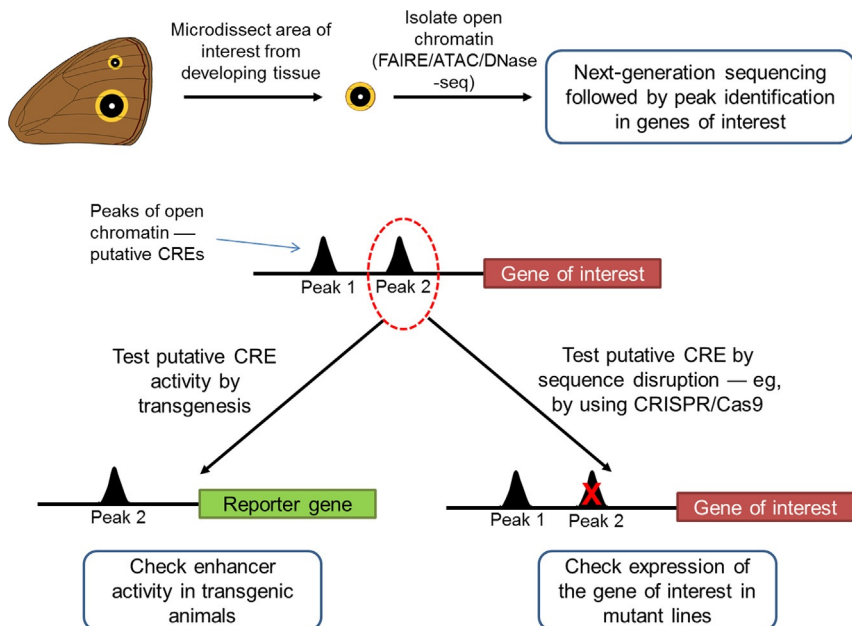 Microdissect area of
interest from
developing tissue
Isolate open
chromatin
(FAIRE/ATAC/DNase
-seq)
Next-generation sequencing
followed by peak identification
in genes of interest
Peaks of open
chromatin —
putative CREs
Peak 1
Peak 2
Gene of interest
Test putative CRE
activity by
transgenesis
Test putative CRE by
sequence disruption — eg,
by using CRISPR/Cas9
Peak 2
Reporter gene
Peak 1
Peak 2
X
Gene of interest
Check enhancer
activity in transgenic
animals
Check expression of
the gene of interest in
mutant lines